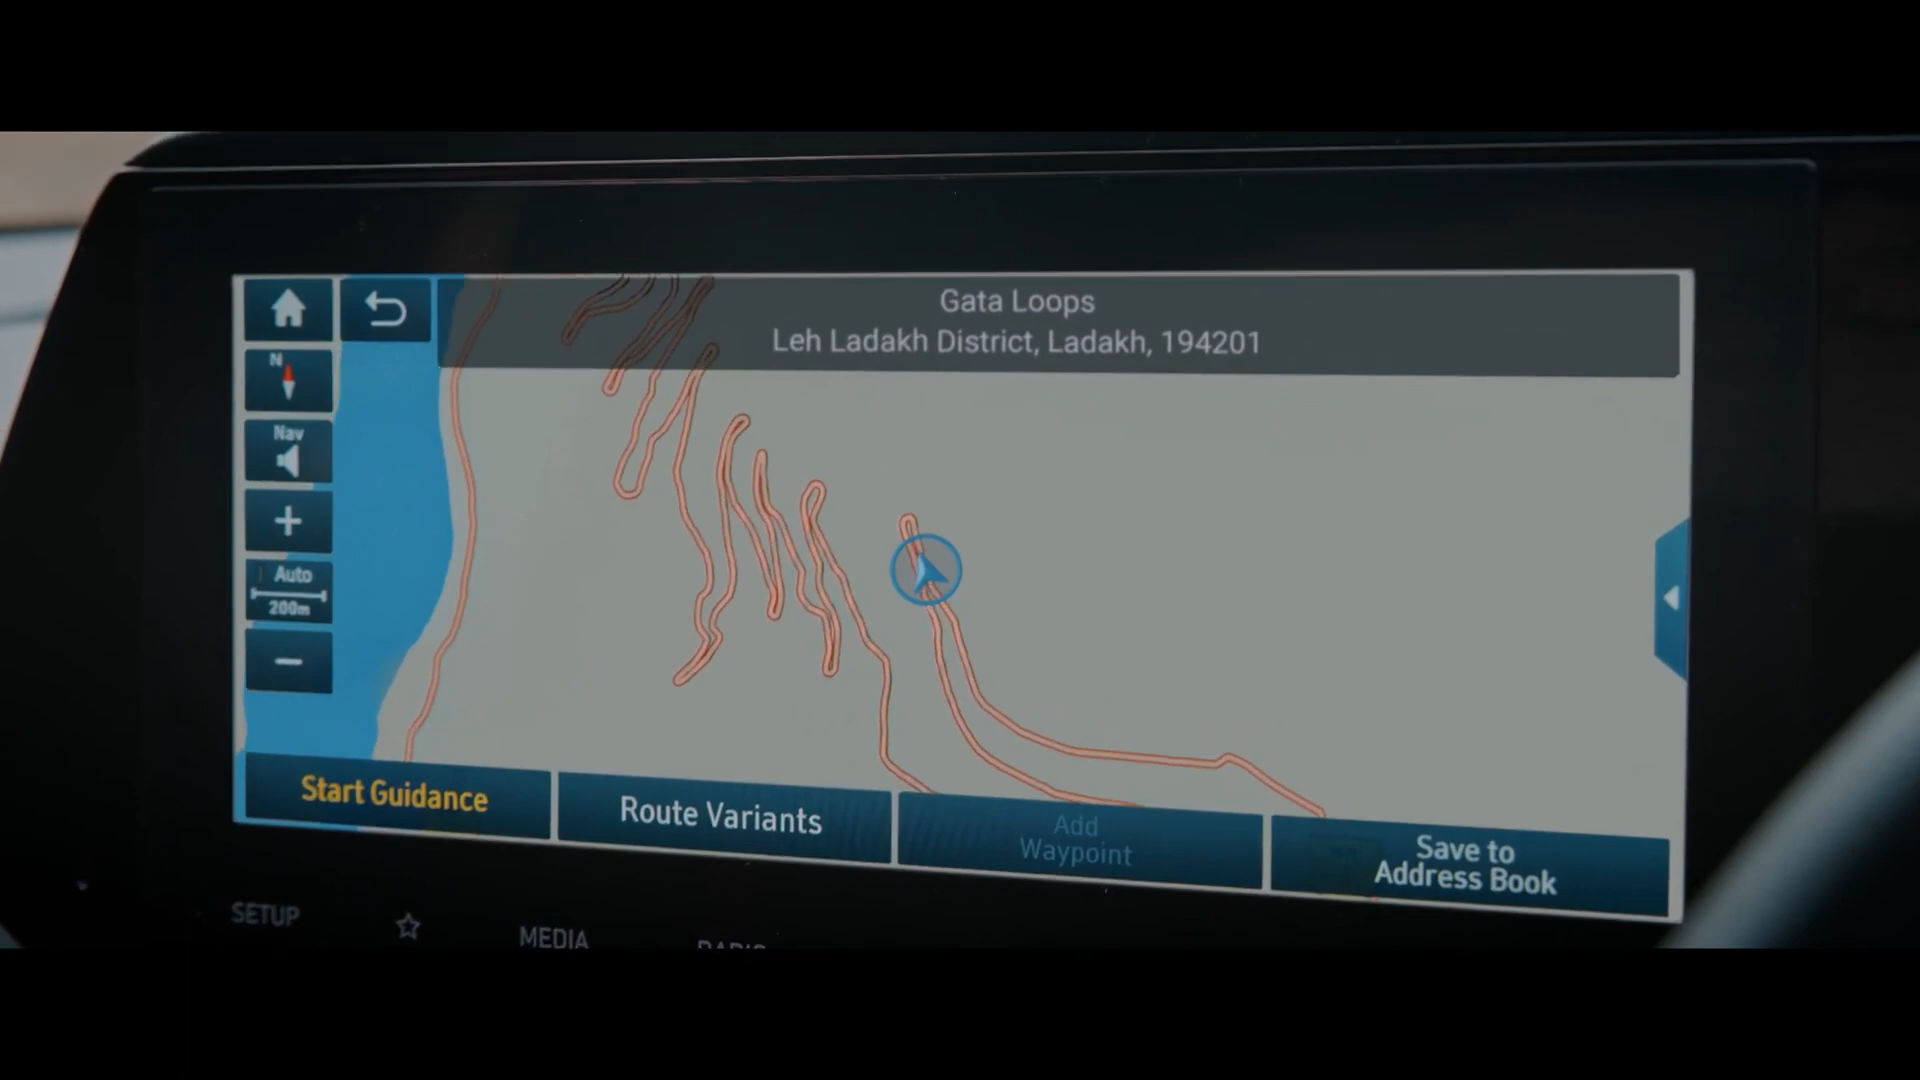 Gata Loops
Leh Ladakh District, Ladakh, 194201
N
Nav
Auto
200m
Start Guidance
Route Variants
Add
Waypoint
Save to
Address Book
SETUP
MEDIA
RADIO